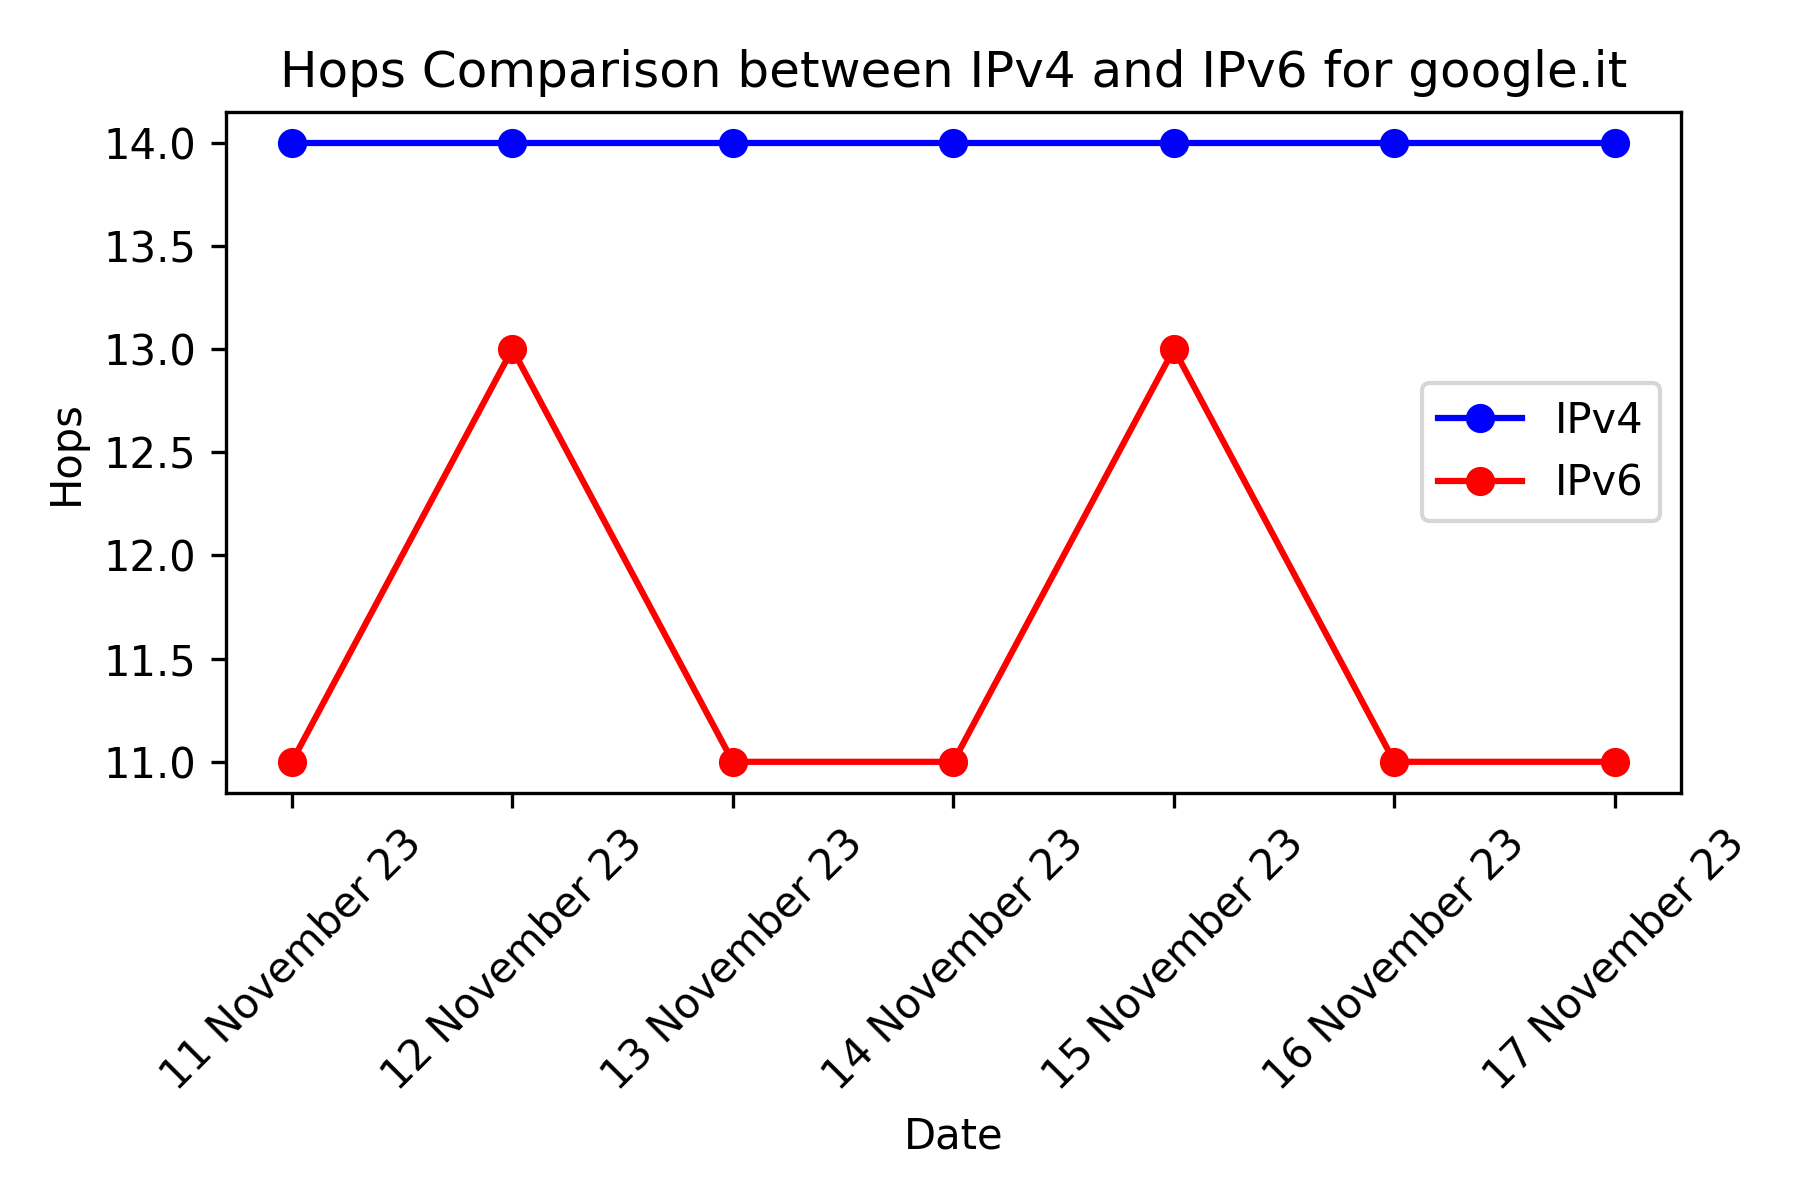 Hops Comparison between IPv4 and IPv6 for google.it
14.0
13.5
13.0
12.5
12.0
11.5
11.0
Hops
IPv4
IPv6
11 November 23
12 November 23
13 November 23
14 November 23
15 November 23
16 November 23
17 November 23
Date